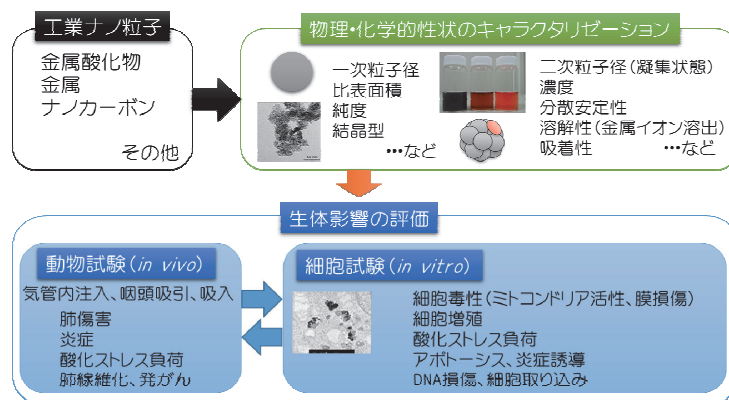 工業ナノ粒子
金属酸化物
金属
ナノカーボン
その他
物理・化学的性状のキャラクタリゼーション
一次粒子径
比表面積
純度
結晶型
…など
二次粒子径(凝集状態)
濃度
分散安定性
溶解性(金属イオン溶出)
吸着性 …など
生体影響の評価
動物試験(in vivo)
気管内注入、咽頭吸引、吸入
肺傷害
炎症
酸化ストレス負荷
肺線維化、発がん
細胞試験(in vitro)
細胞毒性(ミトコンドリア活性、膜損傷)
細胞増殖
酸化ストレス負荷
アポトーシス、炎症誘導
DNA損傷、細胞取り込み